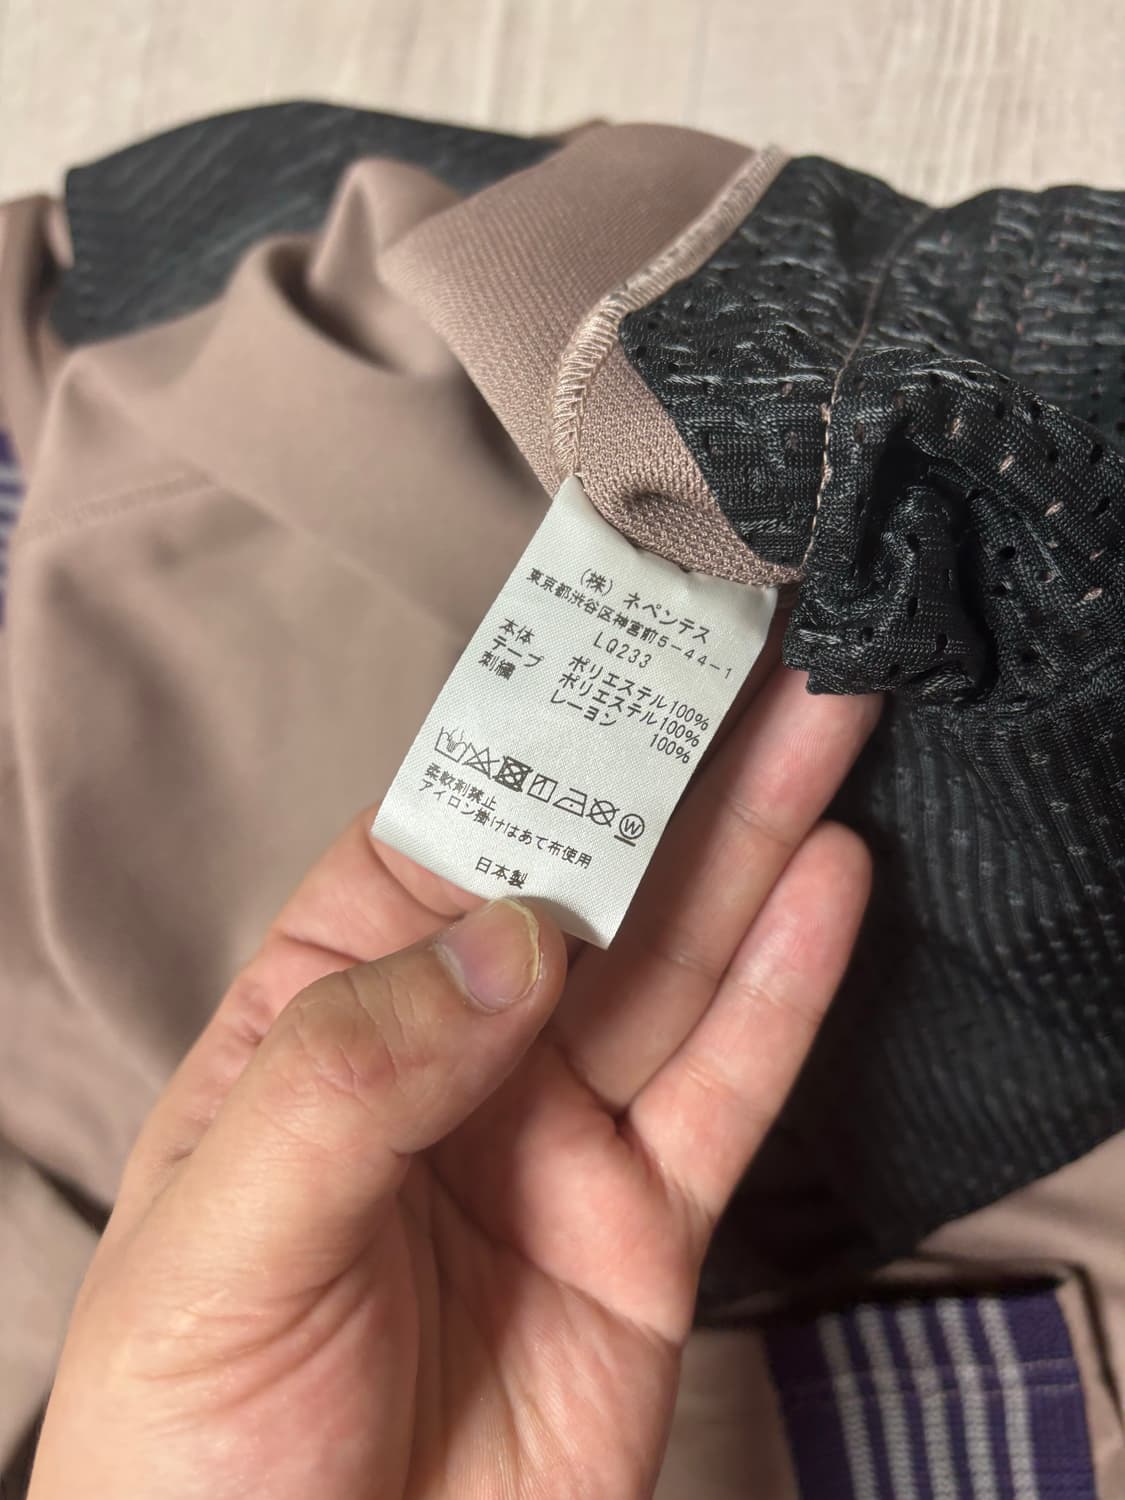 (株) ネペンテス
東京都渋谷区神宮前5-44-1
LQ233
本体 ポリエステル100%
テープ ポリエステル100%
刺繍 レーヨン 100%
W
柔軟剤禁止
アイロン掛けはあて布使用
日本製